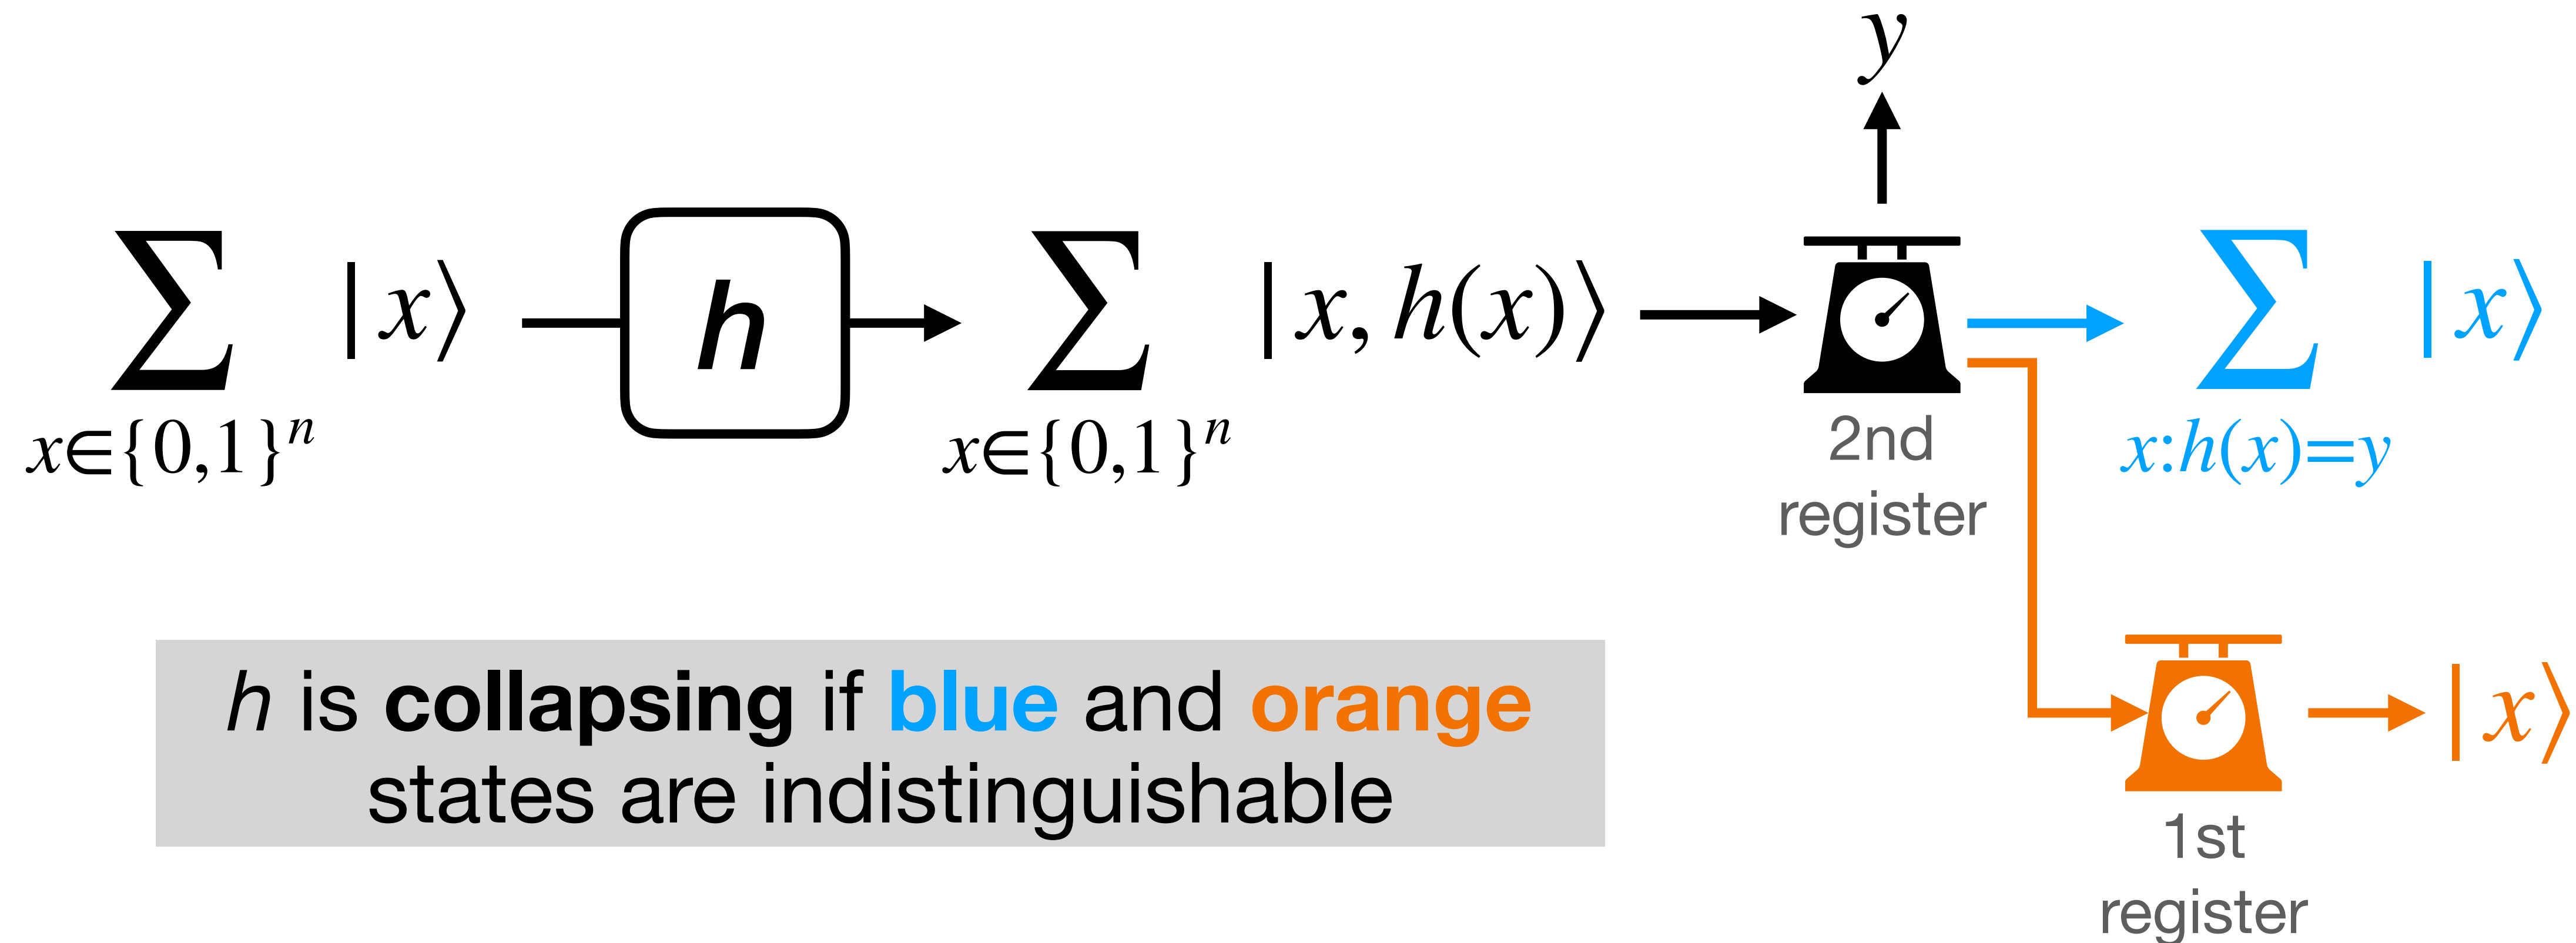 y
∑ |x⟩
x∈{0,1}ⁿ
h
∑ |x, h(x)⟩
x∈{0,1}ⁿ
2nd
register
∑ |x⟩
x:h(x)=y
h is collapsing if blue and orange
states are indistinguishable
|x⟩
1st
register